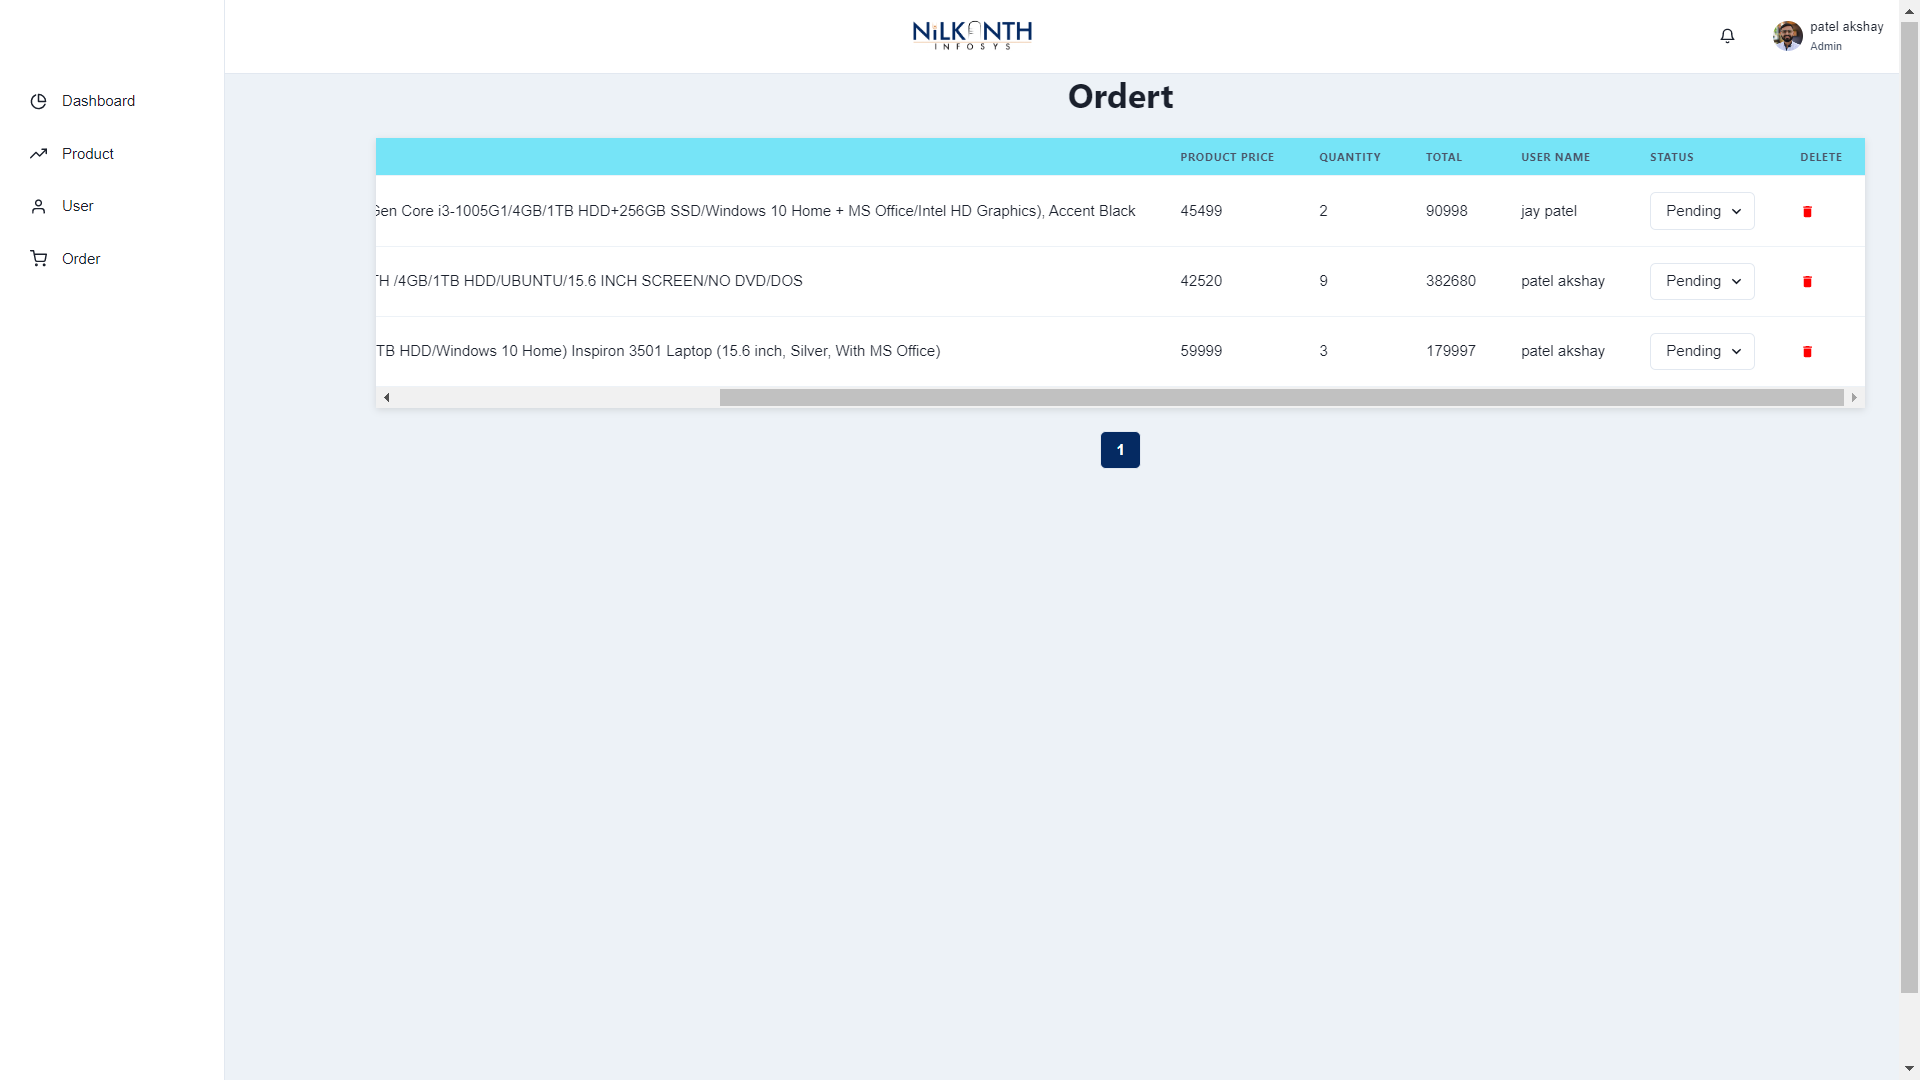 NiLKANTH
INFOSYS
patel akshay
Admin
Dashboard
Product
User
Order
Ordert
PRODUCT PRICE QUANTITY TOTAL USER NAME STATUS DELETE
Gen Core i3-1005G1/4GB/1TB HDD+256GB SSD/Windows 10 Home + MS Office/Intel HD Graphics), Accent Black 45499 2 90998 jay patel Pending
TH /4GB/1TB HDD/UBUNTU/15.6 INCH SCREEN/NO DVD/DOS 42520 9 382680 patel akshay Pending
TB HDD/Windows 10 Home) Inspiron 3501 Laptop (15.6 inch, Silver, With MS Office) 59999 3 179997 patel akshay Pending
1